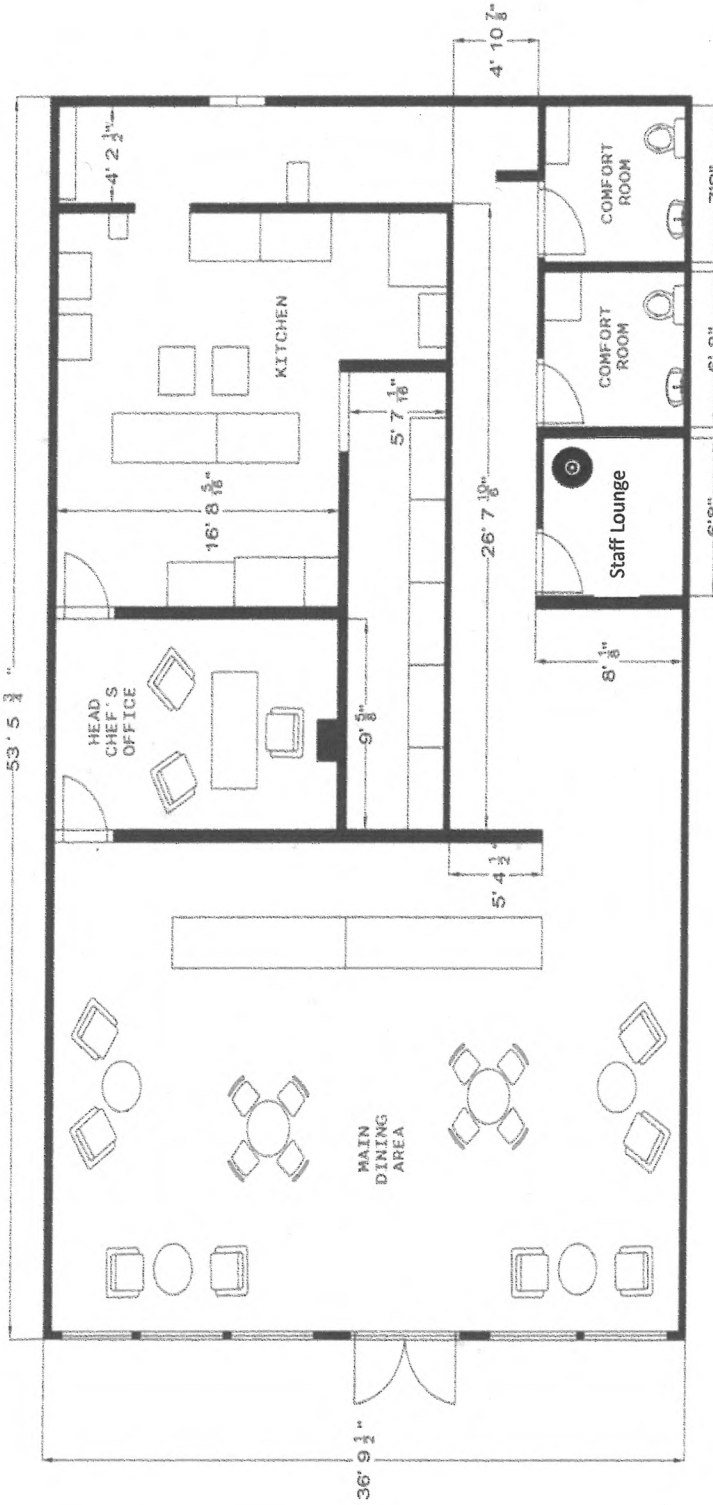 53' 5 3/4 "
4' 2 1/2"
4' 10 7/8"
HEAD
CHEF'S
OFFICE
16' 8 5/16"
KITCHEN
9' 5/8"
5' 7 1/16"
26' 7 10/6"
5' 4 1/2"
8' 1/8"
MAIN
DINING
AREA
36' 9 1/2"
Staff Lounge
COMFORT
ROOM
COMFORT
ROOM